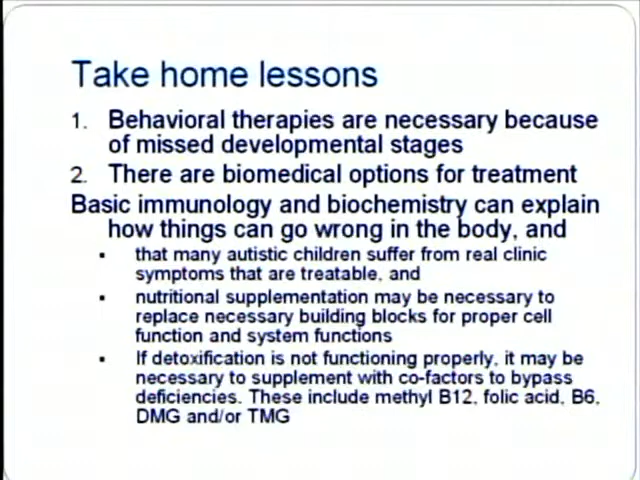 Take home lessons
1. Behavioral therapies are necessary because
of missed developmental stages
2. There are biomedical options for treatment
Basic immunology and biochemistry can explain
how things can go wrong in the body, and
▪ that many autistic children suffer from real clinic
symptoms that are treatable, and
▪ nutritional supplementation may be necessary to
replace necessary building blocks for proper cell
function and system functions
▪ If detoxification is not functioning properly, it may be
necessary to supplement with co-factors to bypass
deficiencies. These include methyl B12, folic acid, B6,
DMG and/or TMG